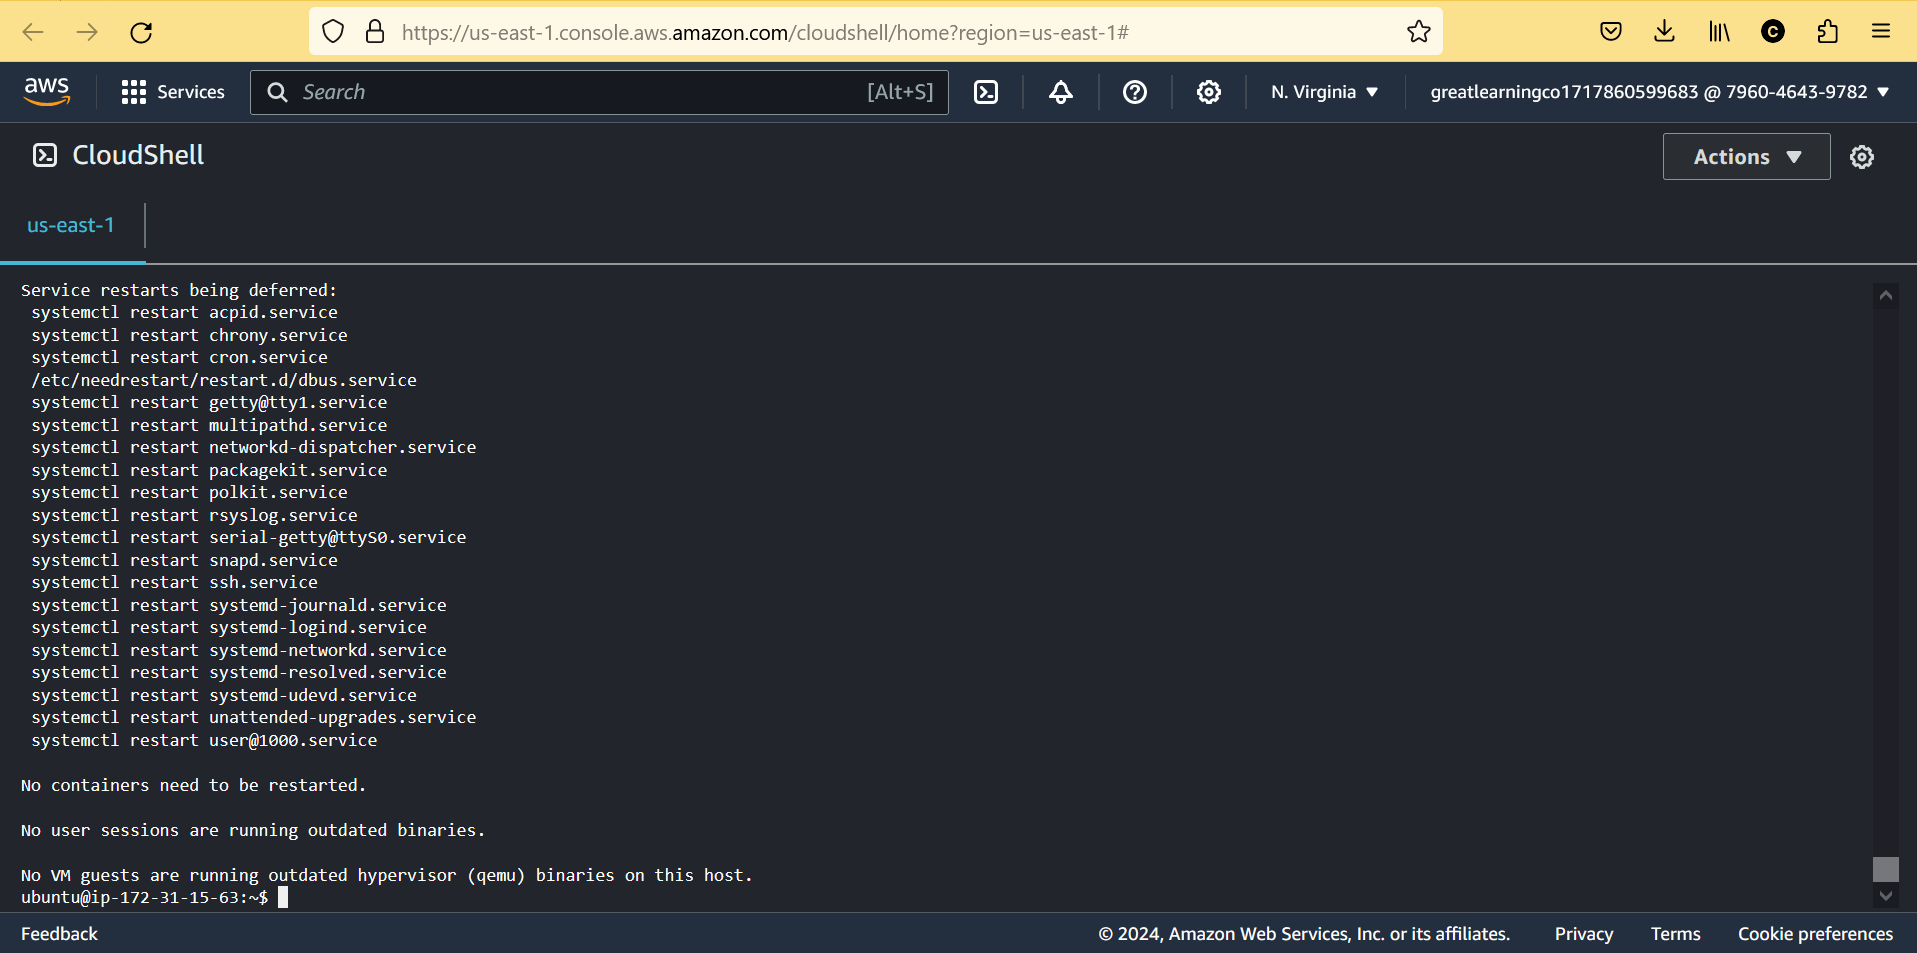 https://us-east-1.console.aws.amazon.com/cloudshell/home?region=us-east-1#
C
aws
Services
Search
[Alt+S]
N. Virginia
greatlearningco1717860599683 @ 7960-4643-9782
CloudShell
Actions
us-east-1
Service restarts being deferred:
systemctl restart acpid.service
systemctl restart chrony.service
systemctl restart cron.service
/etc/needrestart/restart.d/dbus.service
systemctl restart getty@tty1.service
systemctl restart multipathd.service
systemctl restart networkd-dispatcher.service
systemctl restart packagekit.service
systemctl restart polkit.service
systemctl restart rsyslog.service
systemctl restart serial-getty@ttyS0.service
systemctl restart snapd.service
systemctl restart ssh.service
systemctl restart systemd-journald.service
systemctl restart systemd-logind.service
systemctl restart systemd-networkd.service
systemctl restart systemd-resolved.service
systemctl restart systemd-udevd.service
systemctl restart unattended-upgrades.service
systemctl restart user@1000.service
No containers need to be restarted.
No user sessions are running outdated binaries.
No VM guests are running outdated hypervisor (qemu) binaries on this host.
ubuntu@ip-172-31-15-63:~$
Feedback
© 2024, Amazon Web Services, Inc. or its affiliates.
Privacy
Terms
Cookie preferences